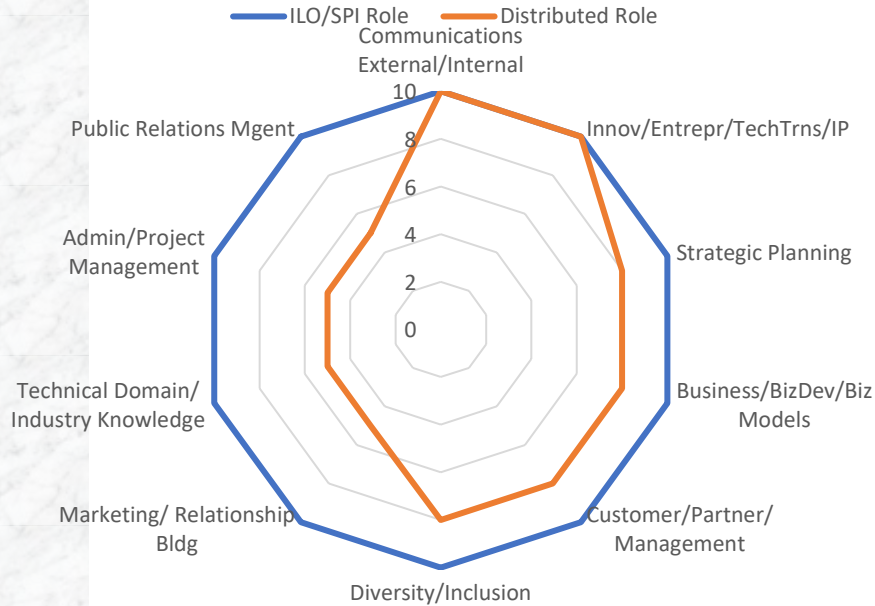 ILO/SPI Role
Distributed Role
Communications
External/Internal
10
8
6
4
2
0
Innov/Entrepr/TechTrns/IP
Strategic Planning
Business/BizDev/Biz
Models
Customer/Partner/
Management
Diversity/Inclusion
Marketing/ Relationship
Bldg
Technical Domain/
Industry Knowledge
Admin/Project
Management
Public Relations Mgent